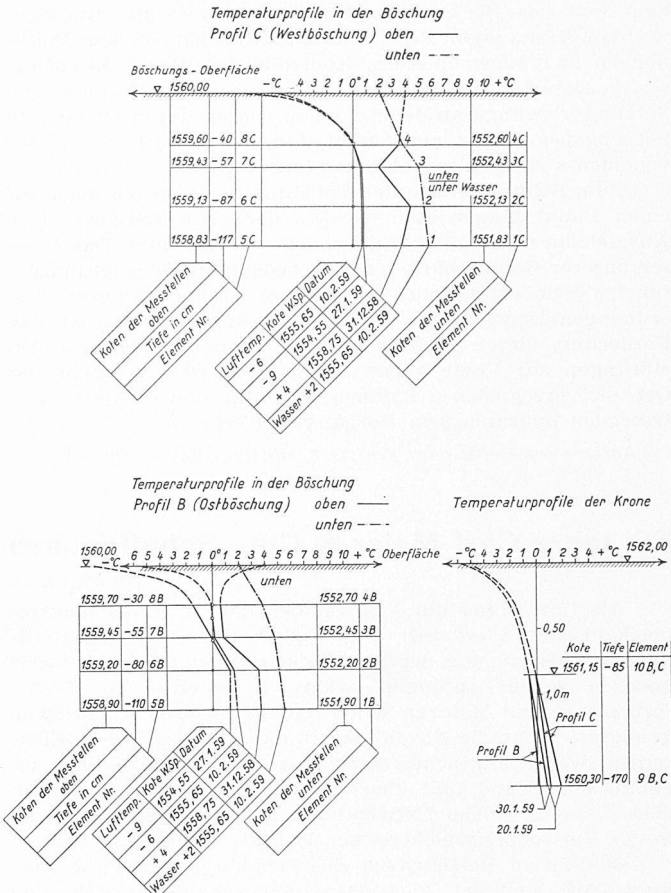 Temperaturprofile in der Böschung
Profil C (Westböschung) oben
unten
Böschungs-Oberfläche
1560,00
-°C 4 3 2 1 0° 1 2 3 4 5 6 7 8 9 10 +°C
1559,60 -40 8C
4
1552,60 4C
1559,43 -57 7C
3
1552,43 3C
unten
unter Wasser
1559,13 -87 6C
2
1552,13 2C
1558,83 -117 5C
1
1551,83 1C
Koten der Messtellen
oben
Tiefe in cm
Element Nr.
Lufttemp. Kote WSp. Datum
-6 1555,65 10.2.59
-9 1554,55 27.1.59
+4 1558,75 31.12.58
Wasser +2 1555,65 10.2.59
Koten der Messtellen
unten
Element Nr.
Temperaturprofile in der Böschung
Profil B (Ostböschung) oben
unten
1560,00
-°C 6 5 4 3 2 1 0° 1 2 3 4 5 6 7 8 9 10 +°C Oberfläche
unten
1559,70 -30 8B
1552,70 4B
1559,45 -55 7B
1552,45 3B
1559,20 -80 6B
1552,20 2B
1558,90 -110 5B
1551,90 1B
Koten der Messtellen
oben
Tiefe in cm
Element Nr.
Lufttemp. Kote WSp. Datum
-9 1554,55 27.1.59
-6 1555,65 10.2.59
+4 1558,75 31.12.58
Wasser +2 1555,65 10.2.59
Koten der Messtellen
unten
Element Nr.
Temperaturprofile der Krone
1562,00
-°C 4 3 2 1 0 1 2 3 4 +°C
0,50
Kote Tiefe Element
1561,15 -85 10 B,C
1,0m
Profil C
Profil B
1560,30 -170 9 B,C
30.1.59
20.1.59